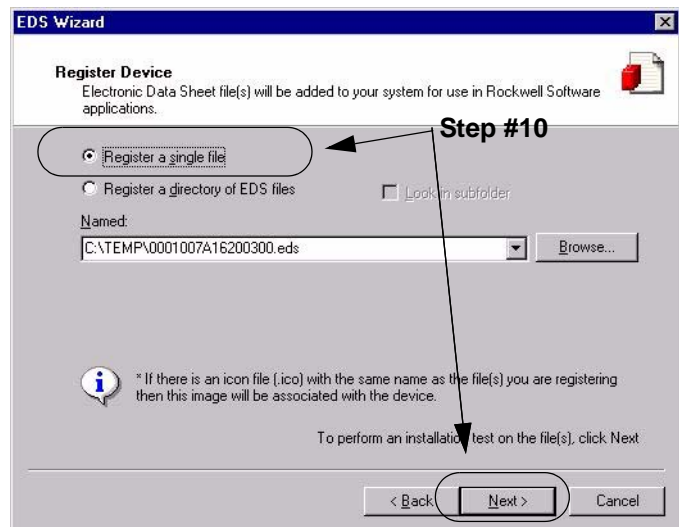 EDS Wizard
Register Device
Electronic Data Sheet file(s) will be added to your system for use in Rockwell Software
applications.
Step #10
Register a single file
Register a directory of EDS files
Look in subfolder
Named:
C:\TEMP\0001007A16200300.eds
Browse...
i
* If there is an icon file (.ico) with the same name as the file(s) you are registering
then this image will be associated with the device.
To perform an installation test on the file(s), click Next
< Back
Next >
Cancel